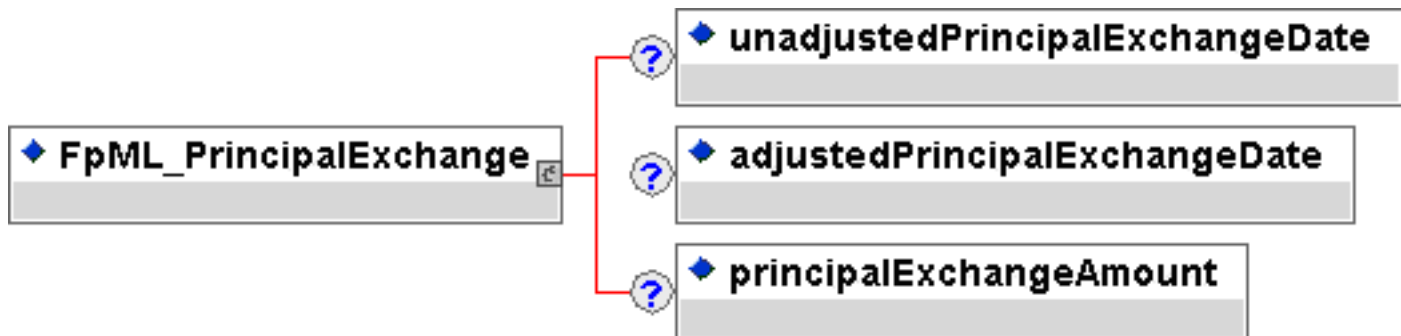 unadjustedPrincipalExchangeDate
?
FpML_PrincipalExchange
adjustedPrincipalExchangeDate
?
principalExchangeAmount
?